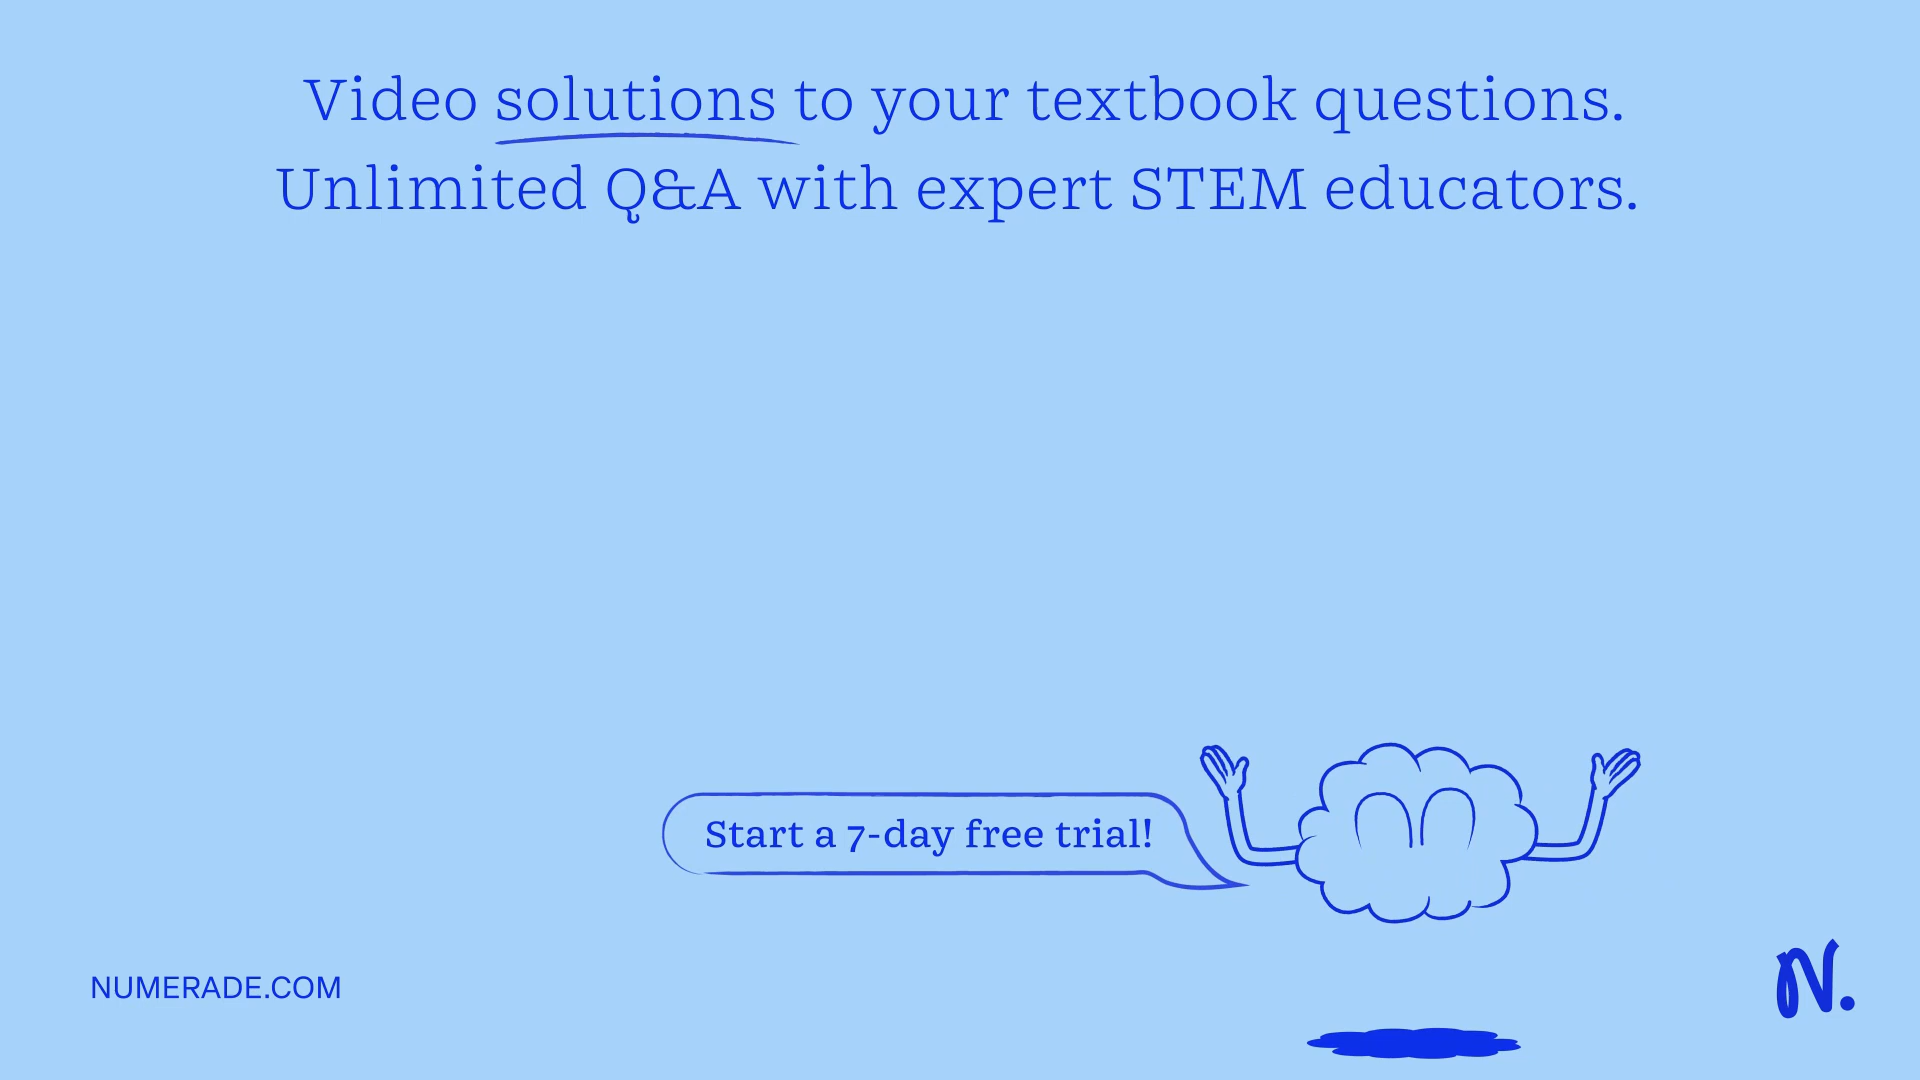 Video solutions to your textbook questions.
Unlimited Q&A with expert STEM educators.
Start a 7-day free trial!
NUMERADE.COM
N.